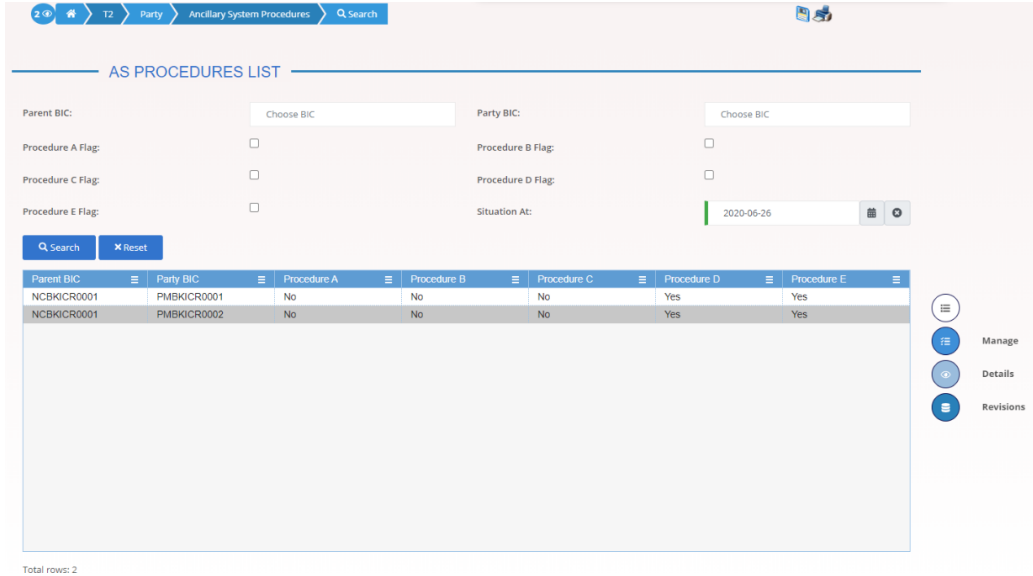 2 T2 Party Ancillary System Procedures Search
AS PROCEDURES LIST
Parent BIC: Choose BIC Party BIC: Choose BIC
Procedure A Flag: Procedure B Flag:
Procedure C Flag: Procedure D Flag:
Procedure E Flag: Situation At: 2020-06-26
Search Reset
Parent BIC Party BIC Procedure A Procedure B Procedure C Procedure D Procedure E
NCBKICR0001 PMBKICR0001 No No No Yes Yes
NCBKICR0001 PMBKICR0002 No No No Yes Yes
Manage
Details
Revisions
Total rows: 2